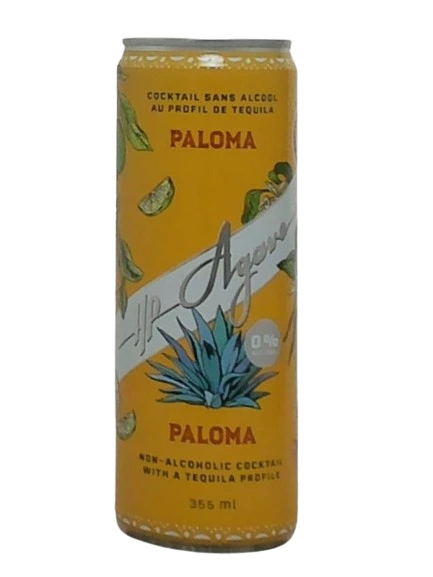 COCKTAIL SANS ALCOOL
AU PROFIL DE TEQUILA
PALOMA
HP Agave
0%
PALOMA
NON-ALCOHOLIC COCKTAIL
WITH A TEQUILA PROFILE
355 ml